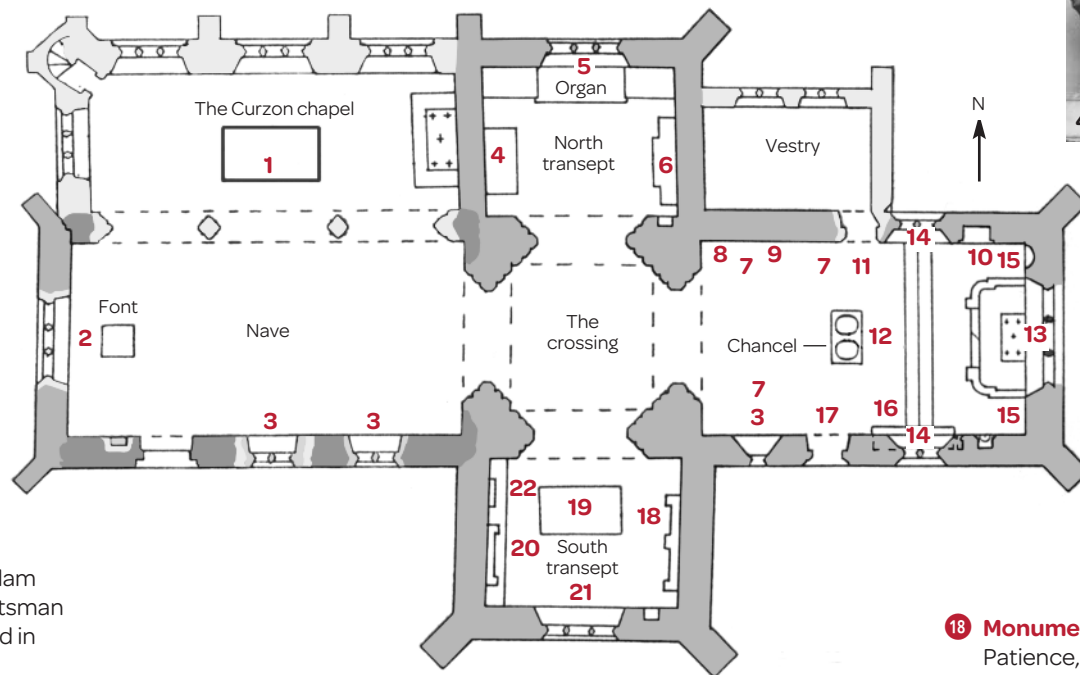 5
Organ
The Curzon chapel
N
1
4
North
transept
6
Vestry
14
8
7
9
7
11
10
15
Font
2
Nave
The
crossing
Chancel
12
13
7
3
3
3
17
16
14
15
22
19
18
20
South
transept
21
lam
tsman
d in
18 Monume
Patience,